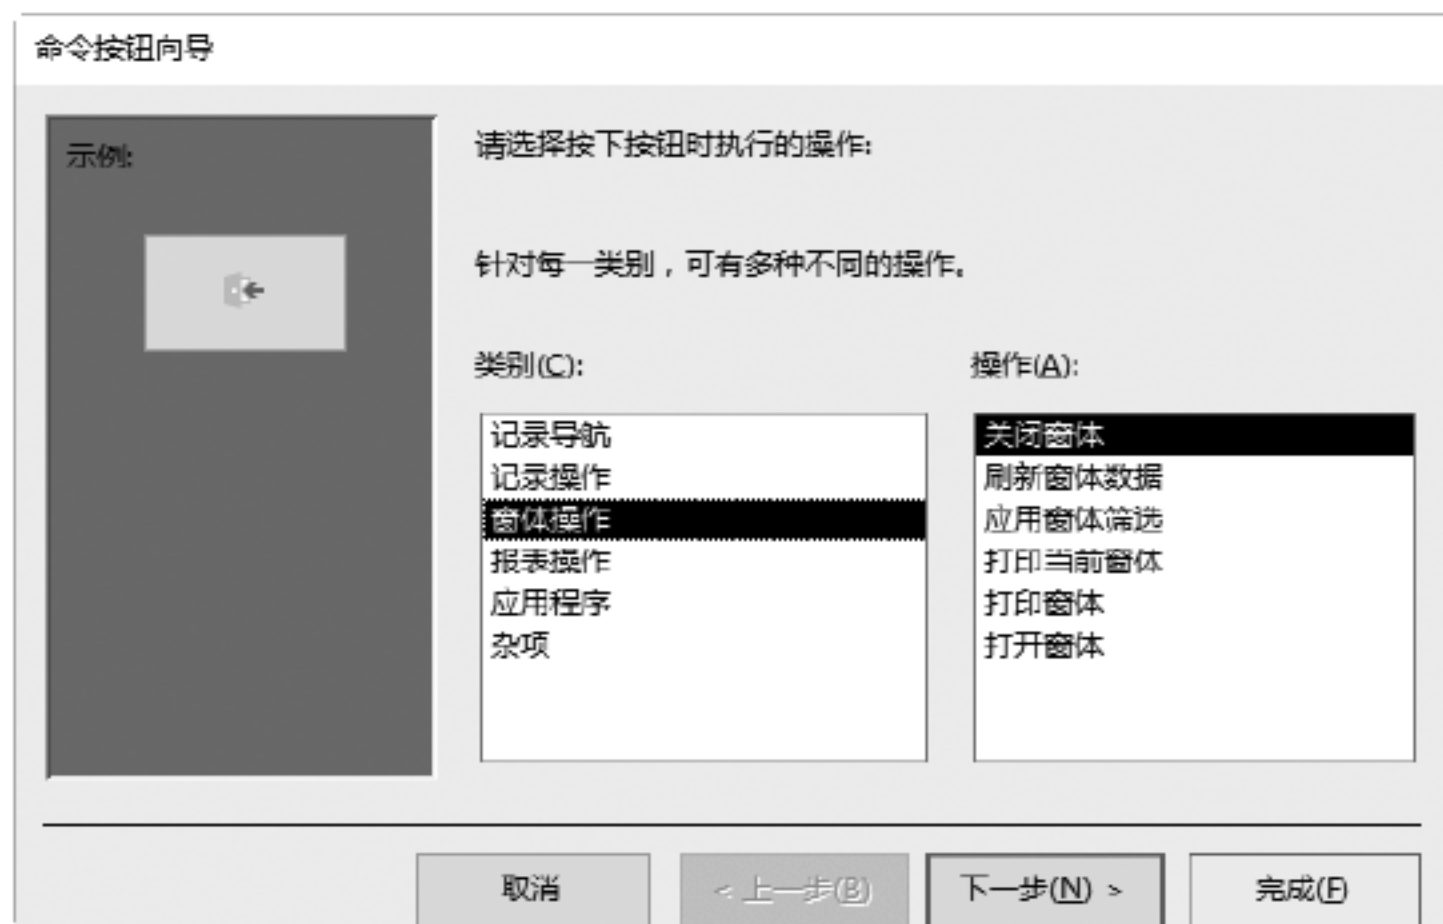 命令按钮向导
示例:
请选择按下按钮时执行的操作:
针对每一类别，可有多种不同的操作。
类别(C):
记录导航
记录操作
窗体操作
报表操作
应用程序
杂项
操作(A):
关闭窗体
刷新窗体数据
应用窗体筛选
打印当前窗体
打印窗体
打开窗体
取消
< 上一步(B)
下一步(N) >
完成(F)